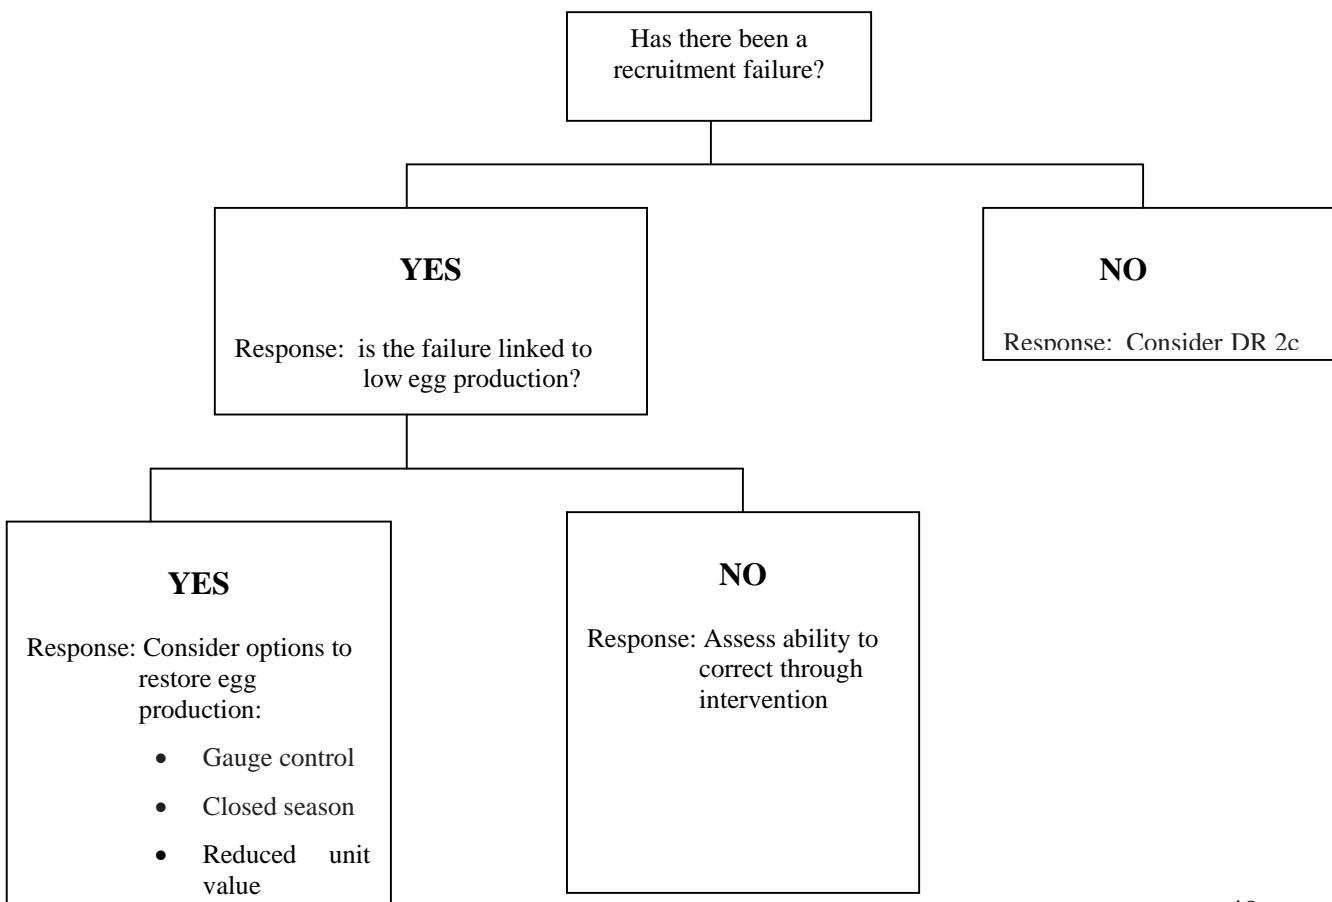 Has there been a
recruitment failure?
YES
Response: is the failure linked to
low egg production?
NO
Response: Consider DR 2c
YES
Response: Consider options to
restore egg
production:
• Gauge control
• Closed season
• Reduced unit
value
NO
Response: Assess ability to
correct through
intervention